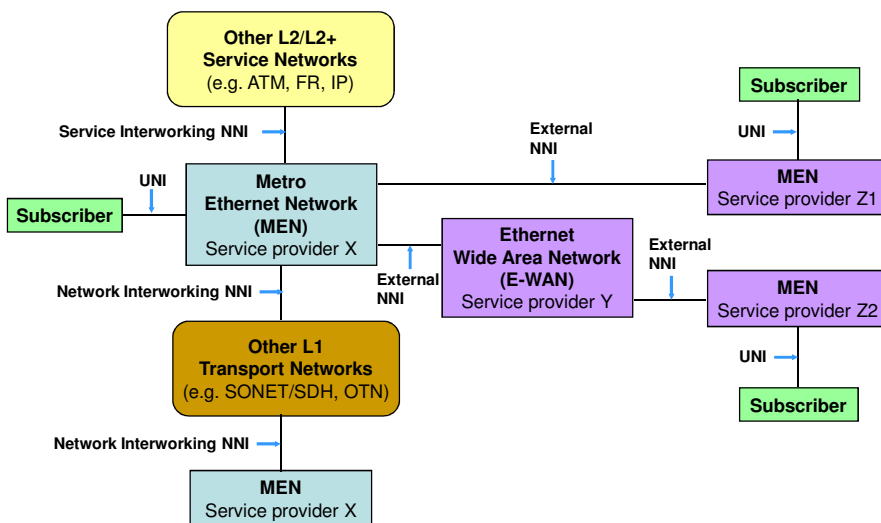 Other L2/L2+
Service Networks
(e.g. ATM, FR, IP)
Subscriber
Service Interworking NNI
External
NNI
UNI
UNI
Metro
Ethernet Network
(MEN)
Service provider X
MEN
Service provider Z1
Subscriber
Ethernet
Wide Area Network
(E-WAN)
Service provider Y
External
NNI
External
NNI
Network Interworking NNI
MEN
Service provider Z2
Other L1
Transport Networks
(e.g. SONET/SDH, OTN)
UNI
Subscriber
Network Interworking NNI
MEN
Service provider X